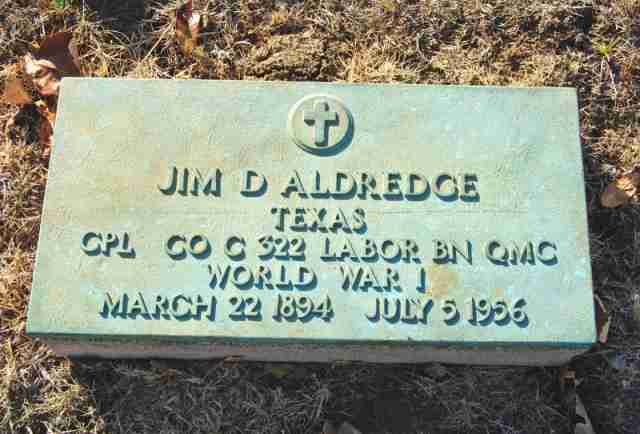 JIM D ALDREDGE
TEXAS
CPL CO C 322 LABOR BN QMC
WORLD WAR I
MARCH 22 1894 JULY 5 1956